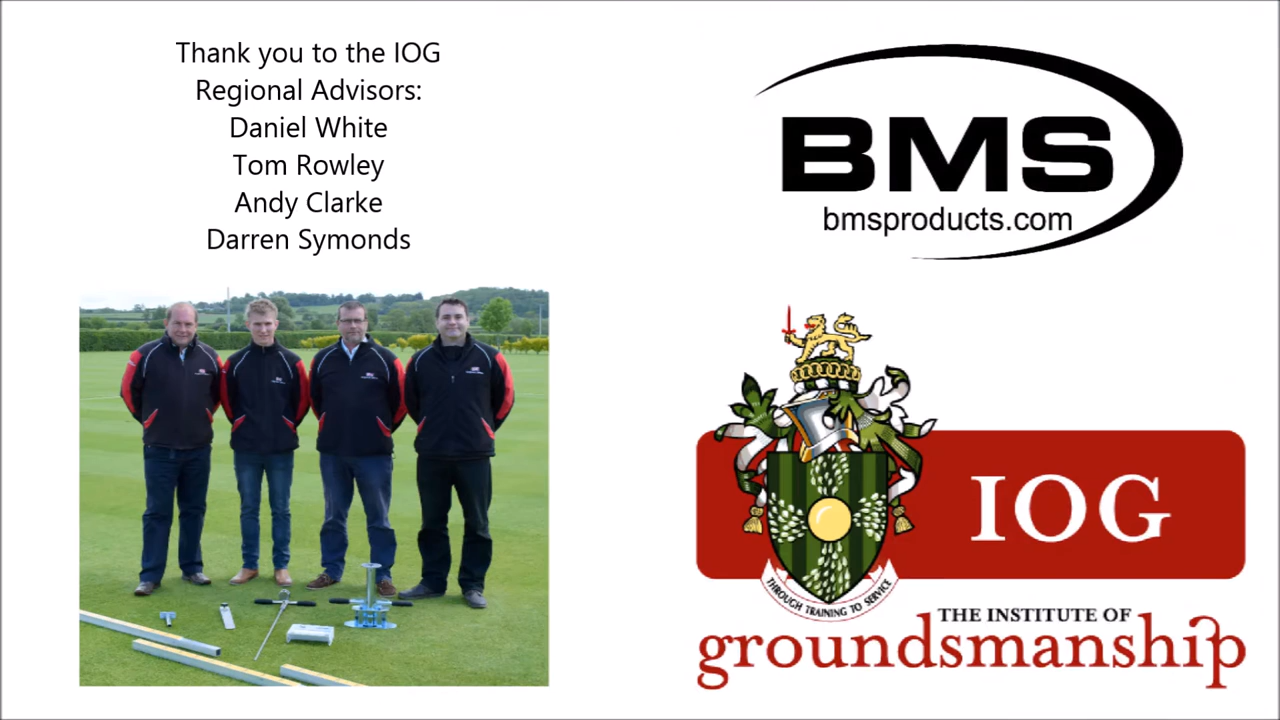 Thank you to the IOG
Regional Advisors:
Daniel White
Tom Rowley
Andy Clarke
Darren Symonds
BMS
bmsproducts.com
IOG
THROUGH TRAINING TO SERVICE
THE INSTITUTE OF
groundsmanship